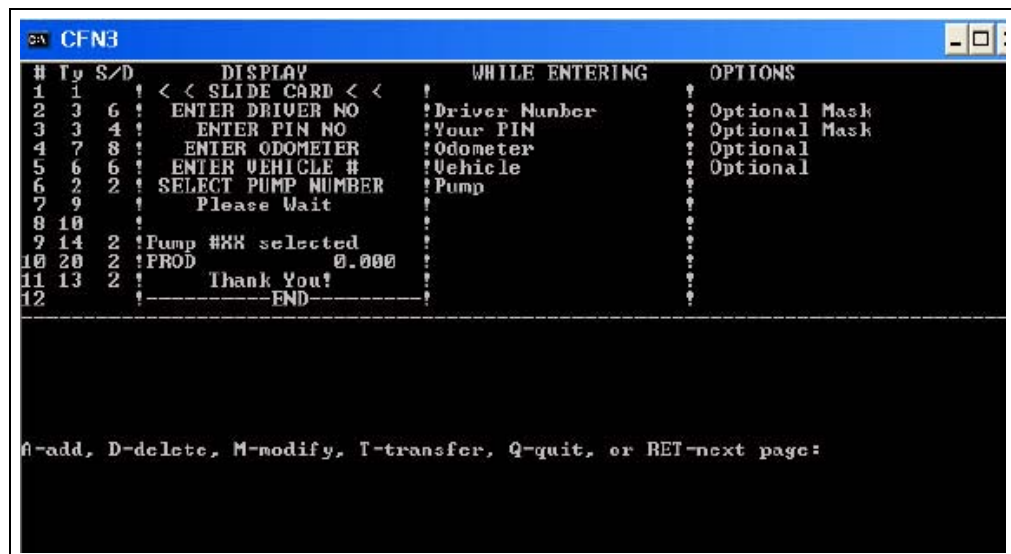 CFN3
# Ty S/D DISPLAY WHILE ENTERING OPTIONS
1 1 ! < < SLIDE CARD < < ! !
2 3 6 ! ENTER DRIVER NO !Driver Number ! Optional Mask
3 3 4 ! ENTER PIN NO !Your PIN ! Optional Mask
4 7 8 ! ENTER ODOMETER !Odometer ! Optional
5 6 6 ! ENTER VEHICLE # !Vehicle ! Optional
6 2 2 ! SELECT PUMP NUMBER !Pump !
7 9 ! Please Wait ! !
8 10 ! ! !
9 14 2 !Pump #XX selected ! !
10 20 2 !PROD 0.000 ! !
11 13 2 ! Thank You! ! !
12 !----------END---------! !
A-add, D-delete, M-modify, T-transfer, Q-quit, or RET-next page: